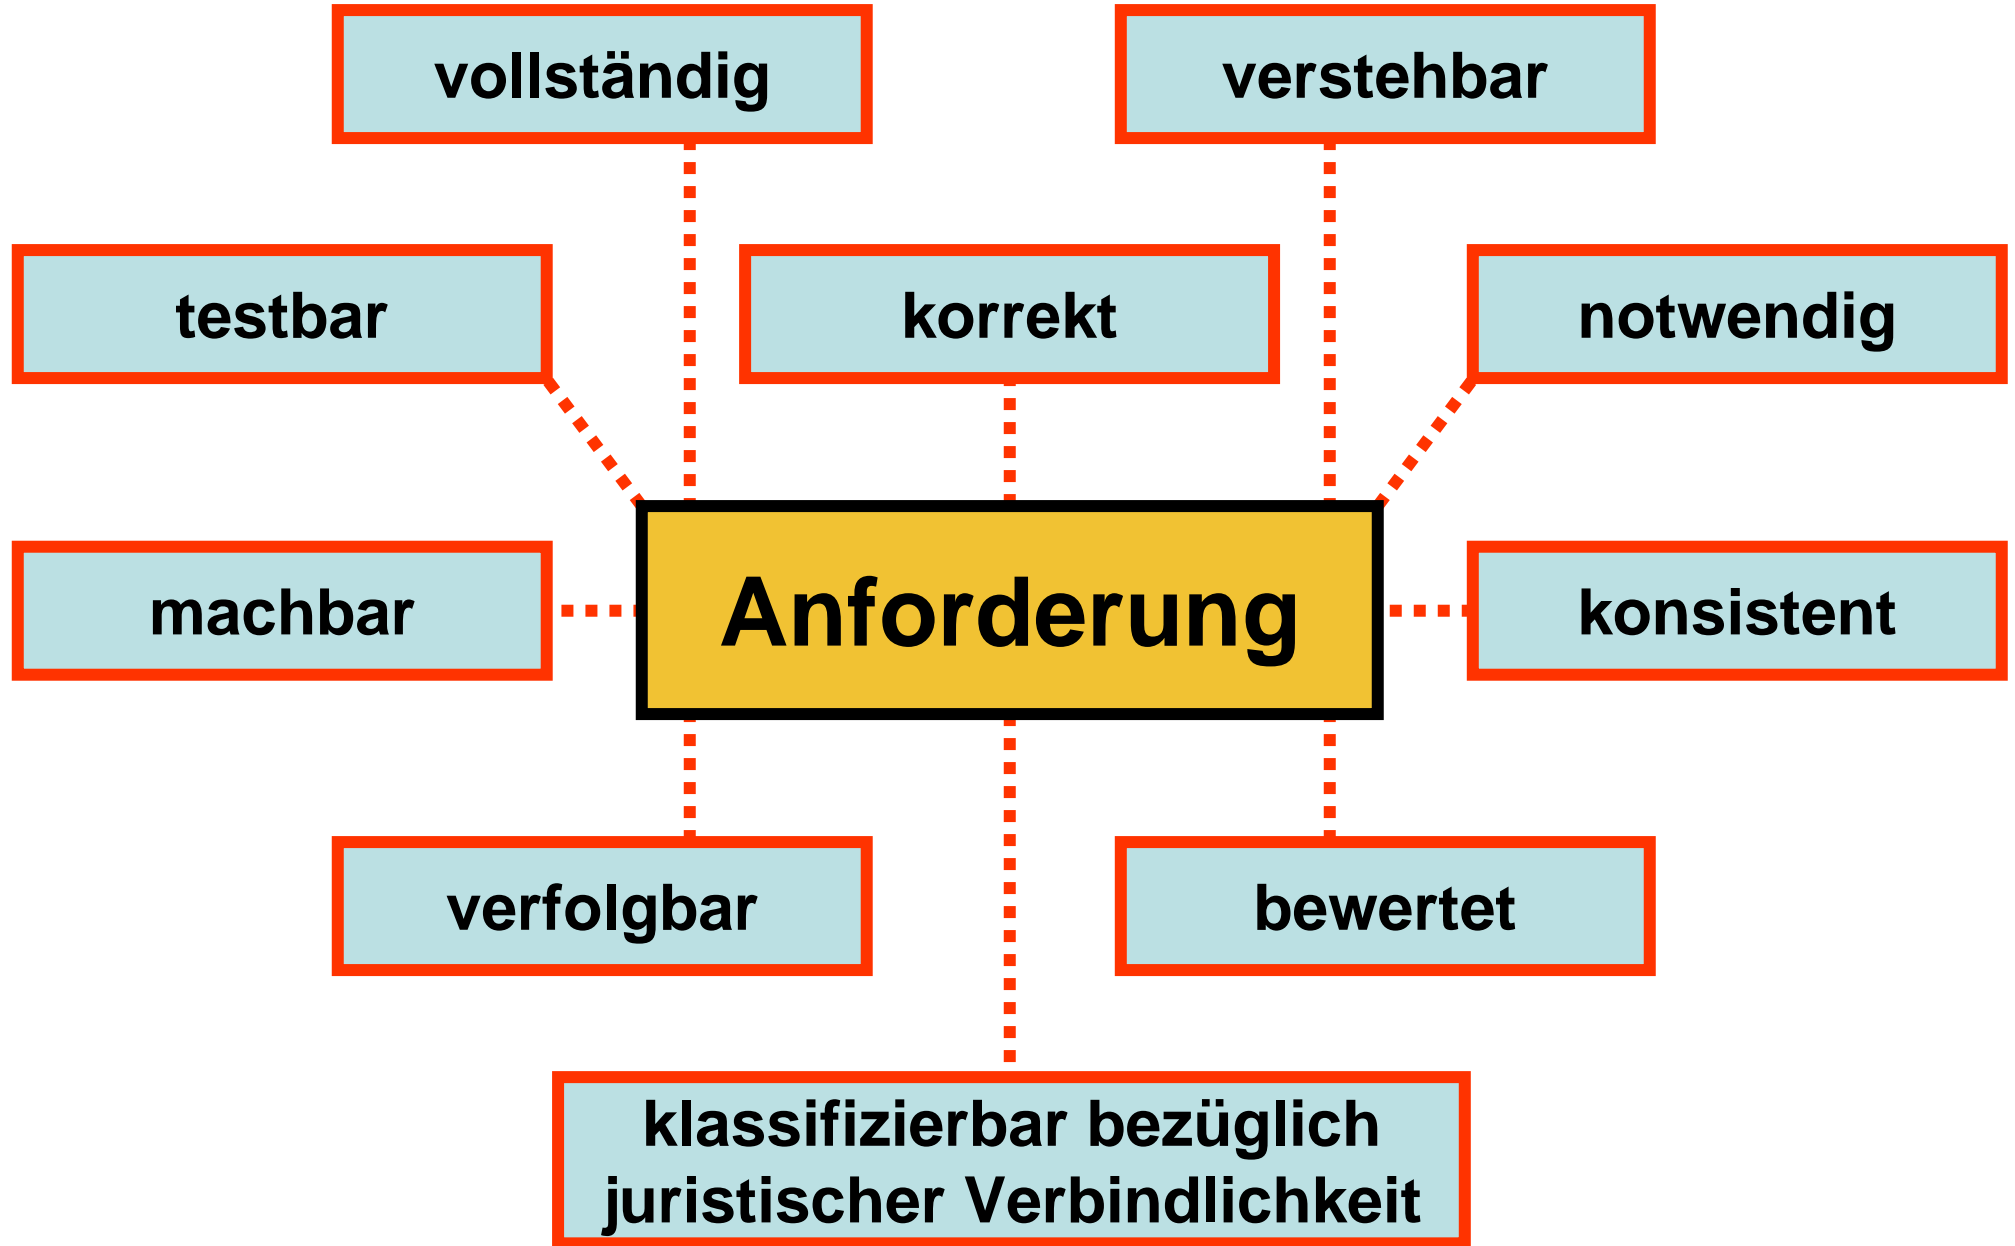 vollständig
verstehbar
testbar
korrekt
notwendig
machbar
Anforderung
konsistent
verfolgbar
bewertet
klassifizierbar bezüglich
juristischer Verbindlichkeit